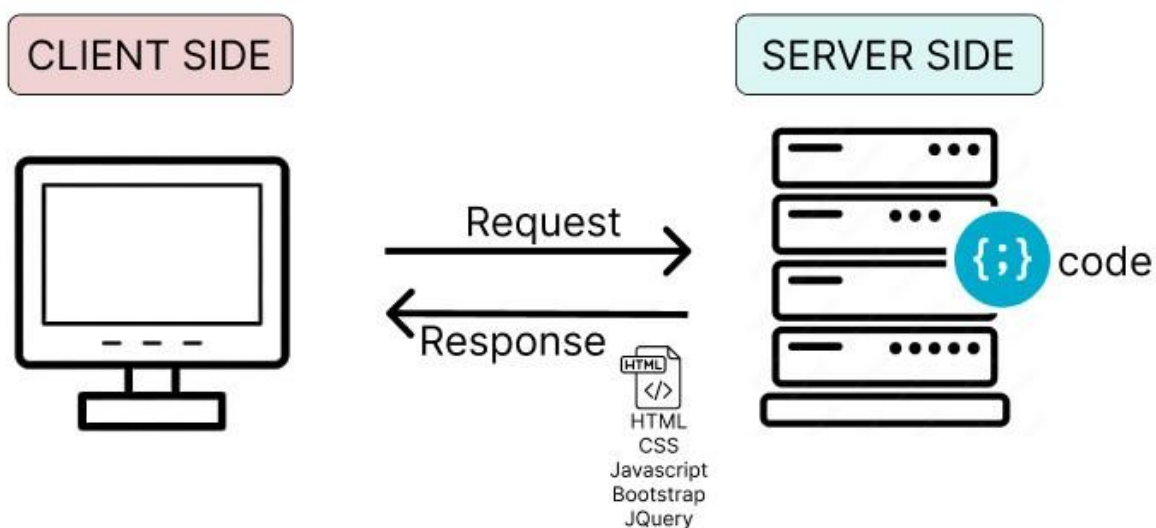 CLIENT SIDE
SERVER SIDE
Request
{;} code
Response
HTML
</>
HTML
CSS
Javascript
Bootstrap
JQuery